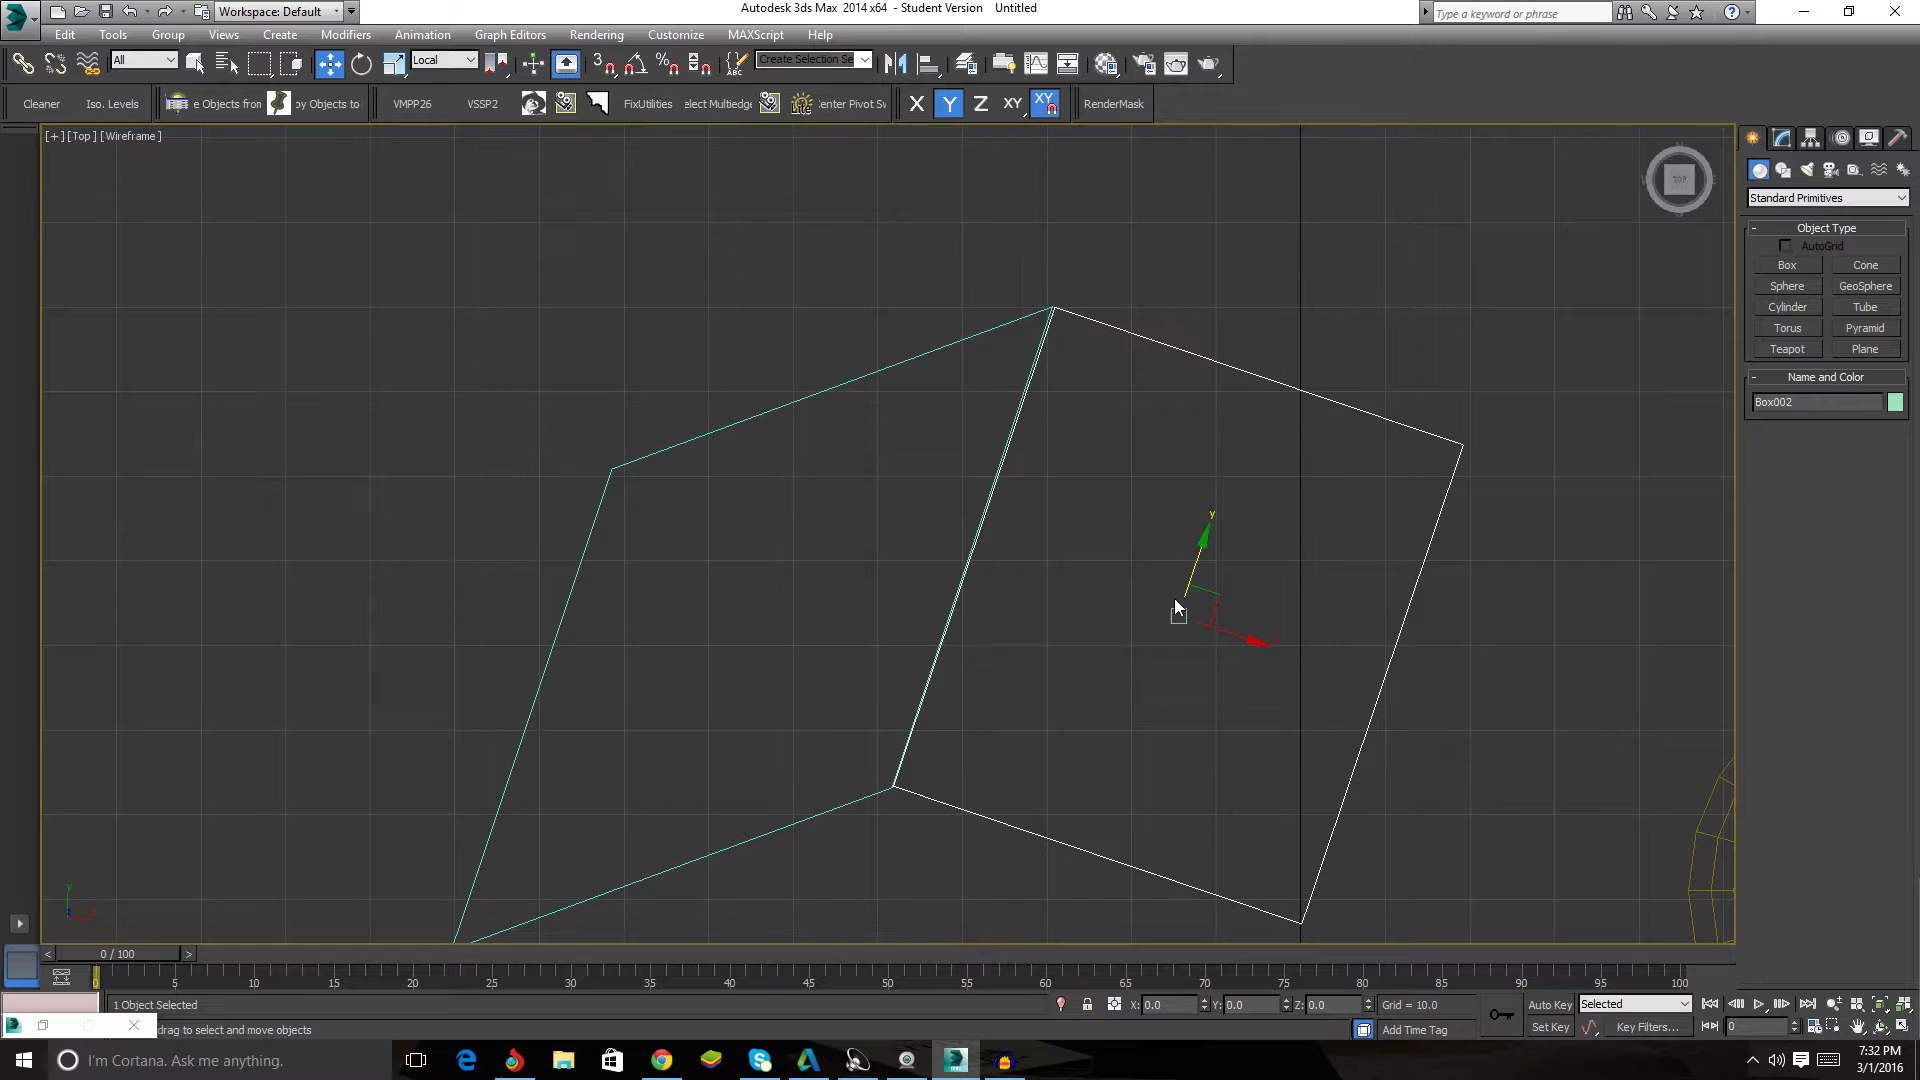 Workspace: Default
Autodesk 3ds Max 2014 x64 - Student Version Untitled
Type a keyword or phrase
Edit Tools Group Views Create Modifiers Animation Graph Editors Rendering Customize MAXScript Help
All
Local
3
Create Selection Se
Cleaner Iso. Levels e Objects from by Objects to VMPP26 VSSP2 FixUtilities elect Multiedge Lite Center Pivot Sv X Y Z XY XY RenderMask
[+] [Top] [Wireframe]
TOP
Standard Primitives
- Object Type
AutoGrid
Box Cone
Sphere GeoSphere
Cylinder Tube
Torus Pyramid
Teapot Plane
- Name and Color
Box002
y
x
y
z x
< 0 / 100 >
0 5 10 15 20 25 30 35 40 45 50 55 60 65 70 75 80 85 90 95 100
1 Object Selected
X: 0.0 Y: 0.0 Z: 0.0 Grid = 10.0
Auto Key Selected
drag to select and move objects
Add Time Tag
Set Key Key Filters... 0
I'm Cortana. Ask me anything.
7:32 PM
3/1/2016